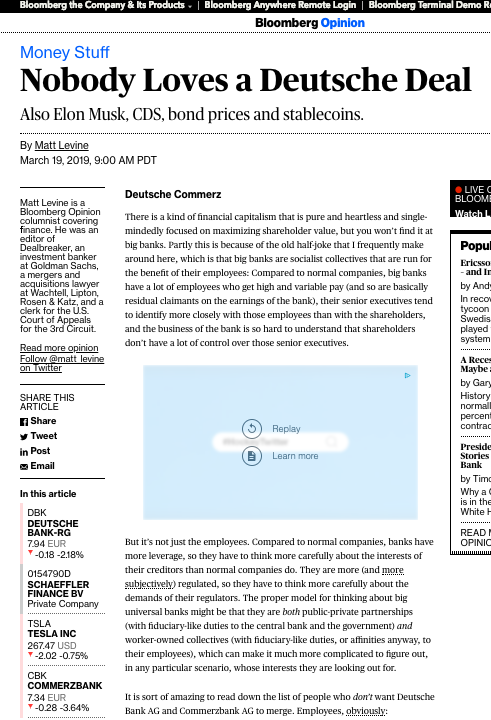 Bloomberg the Company & Its Products | Bloomberg Anywhere Remote Login | Bloomberg Terminal Demo
Bloomberg Opinion
Money Stuff
Nobody Loves a Deutsche Deal
Also Elon Musk, CDS, bond prices and stablecoins.
By Matt Levine
March 19, 2019, 9:00 AM PDT
Matt Levine is a
Bloomberg Opinion
columnist covering
finance. He was an
editor of
Dealbreaker, an
investment banker
at Goldman Sachs,
a mergers and
acquisitions lawyer
at Wachtell, Lipton,
Rosen & Katz, and a
clerk for the U.S.
Court of Appeals
for the 3rd Circuit.
Read more opinion
Follow @matt_levine
on Twitter
SHARE THIS
ARTICLE
Share
Tweet
Post
Email
In this article
DBK
DEUTSCHE
BANK-RG
7.94 EUR
-0.18 -2.18%
0154790D
SCHAEFFLER
FINANCE BV
Private Company
TSLA
TESLA INC
267.47 USD
-2.02 -0.75%
CBK
COMMERZBANK
7.34 EUR
-0.28 -3.64%
Deutsche Commerz
There is a kind of financial capitalism that is pure and heartless and single-
mindedly focused on maximizing shareholder value, but you won't find it at
big banks. Partly this is because of the old half-joke that I frequently make
around here, which is that big banks are socialist collectives that are run for
the benefit of their employees: Compared to normal companies, big banks
have a lot of employees who get high and variable pay (and so are basically
residual claimants on the earnings of the bank), their senior executives tend
to identify more closely with those employees than with the shareholders,
and the business of the bank is so hard to understand that shareholders
don't have a lot of control over those senior executives.
Replay
Learn more
But it's not just the employees. Compared to normal companies, banks have
more leverage, so they have to think more carefully about the interests of
their creditors than normal companies do. They are more (and more
subjectively) regulated, so they have to think more carefully about the
demands of their regulators. The proper model for thinking about big
universal banks might be that they are both public-private partnerships
(with fiduciary-like duties to the central bank and the government) and
worker-owned collectives (with fiduciary-like duties, or affinities anyway, to
their employees), which can make it much more complicated to figure out,
in any particular scenario, whose interests they are looking out for.
It is sort of amazing to read down the list of people who don't want Deutsche
Bank AG and Commerzbank AG to merge. Employees, obviously:
LIVE
BLOOM
Watch L
Popul
Ericsso
- and In
by Andy
In recov
tycoon
Swedis
played
system
A Reces
Maybe a
by Gary
History
normall
percent
contrac
Preside
Stories
Bank
by Timo
Why a
is in the
White H
READ M
OPINIO